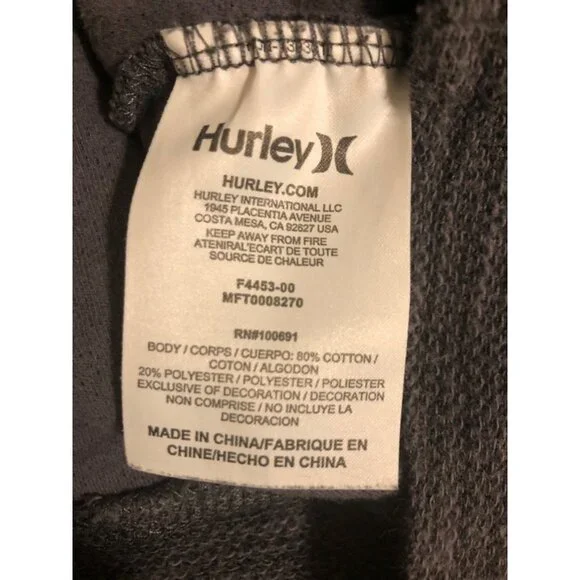 Hurley
HURLEY.COM
HURLEY INTERNATIONAL LLC
1945 PLACENTIA AVENUE
COSTA MESA, CA 92627 USA
KEEP AWAY FROM FIRE
ATENIRAL'ECART DE TOUTE
SOURCE DE CHALEUR
F4453-00
MFT0008270
RN#100691
BODY / CORPS / CUERPO: 80% COTTON /
COTON / ALGODON
20% POLYESTER / POLYESTER / POLIESTER
EXCLUSIVE OF DECORATION / DECORATION
NON COMPRISE / NO INCLUYE LA
DECORACION
MADE IN CHINA/FABRIQUE EN
CHINE/HECHO EN CHINA